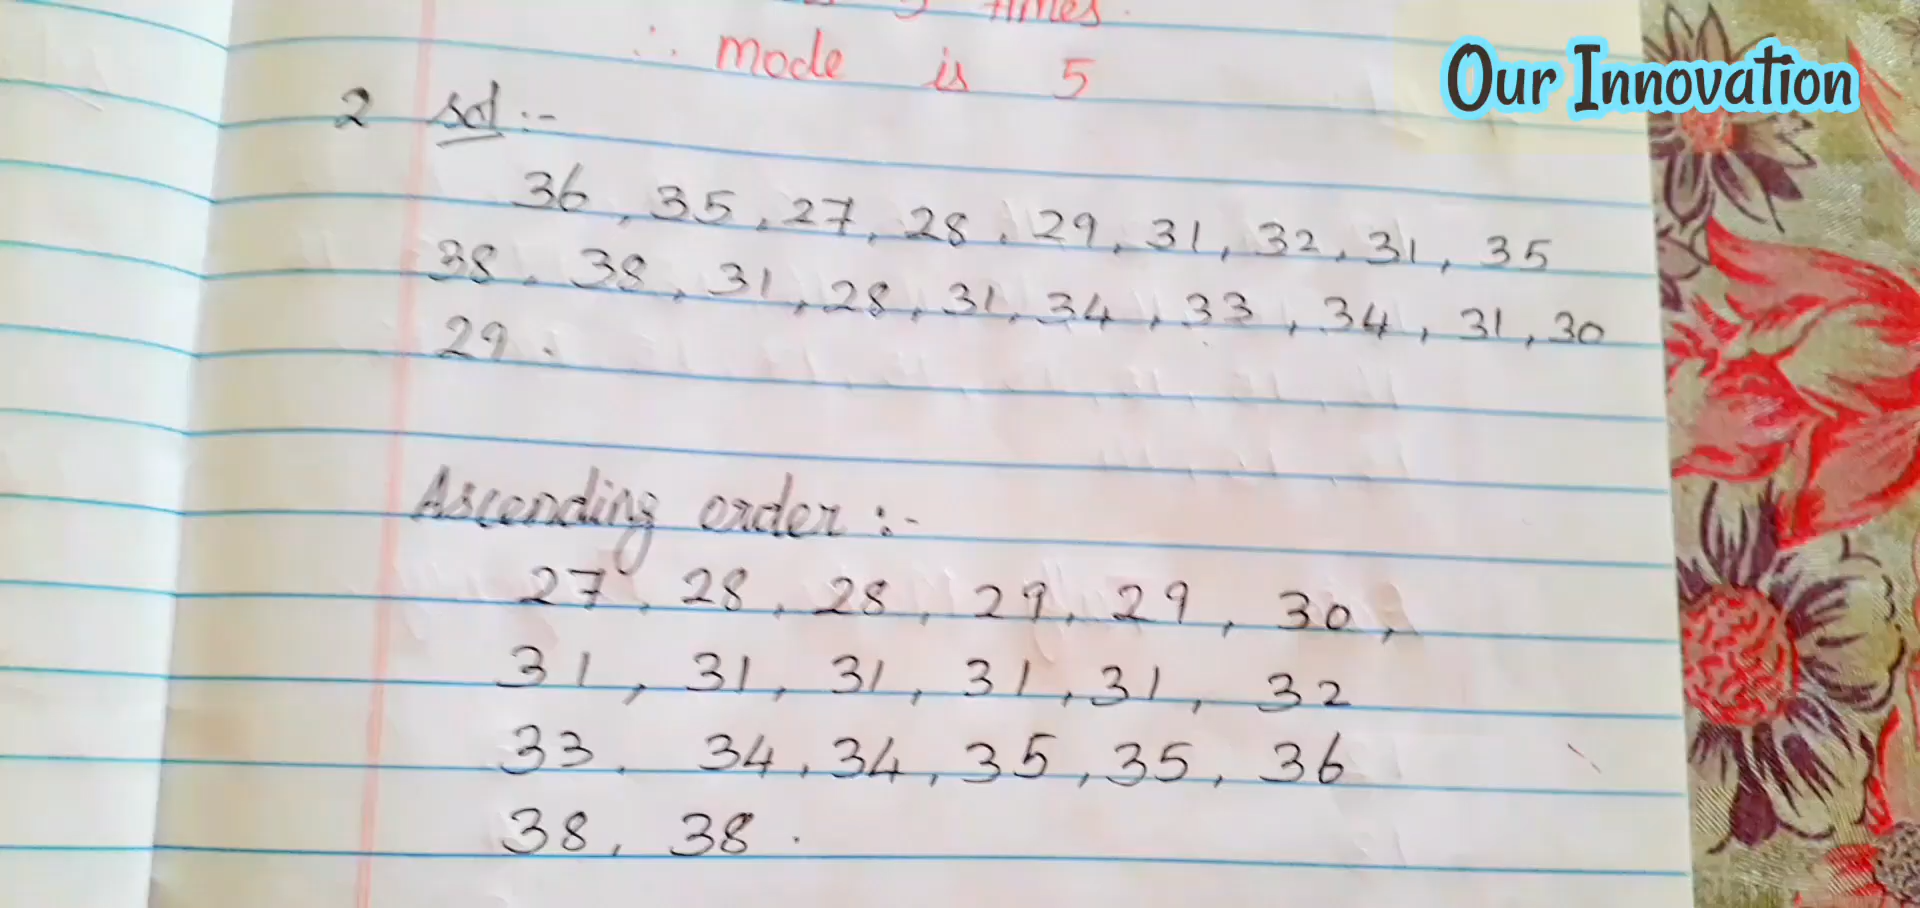 5 times.
∴ mode is 5
Our Innovation
2 sol :-
36, 35, 27, 28, 29, 31, 32, 31, 35
38, 38, 31, 28, 31, 34, 33, 34, 31, 30
29.
Ascending order :-
27, 28, 28, 29, 29, 30,
31, 31, 31, 31, 31, 32
33, 34, 34, 35, 35, 36
38, 38.